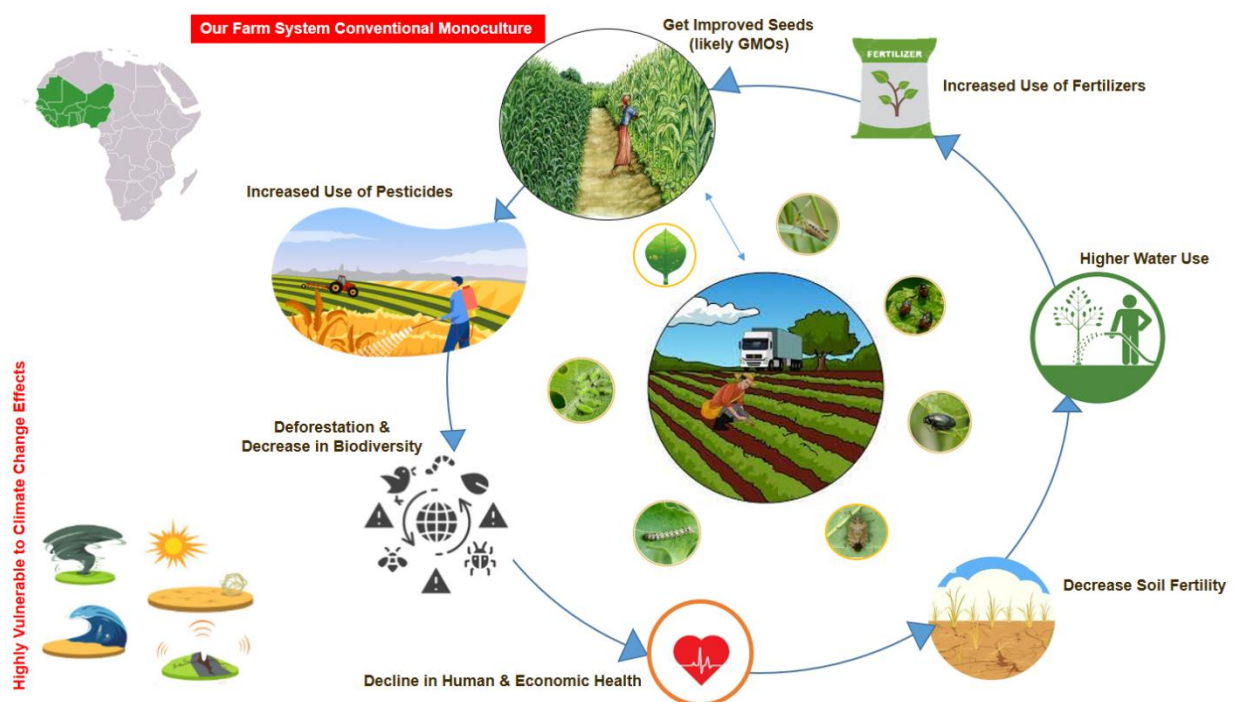 Our Farm System Conventional Monoculture
Get Improved Seeds
(likely GMOs)
FERTILIZER
Increased Use of Fertilizers
Increased Use of Pesticides
Higher Water Use
Deforestation &
Decrease in Biodiversity
Decrease Soil Fertility
Decline in Human & Economic Health
Highly Vulnerable to Climate Change Effects